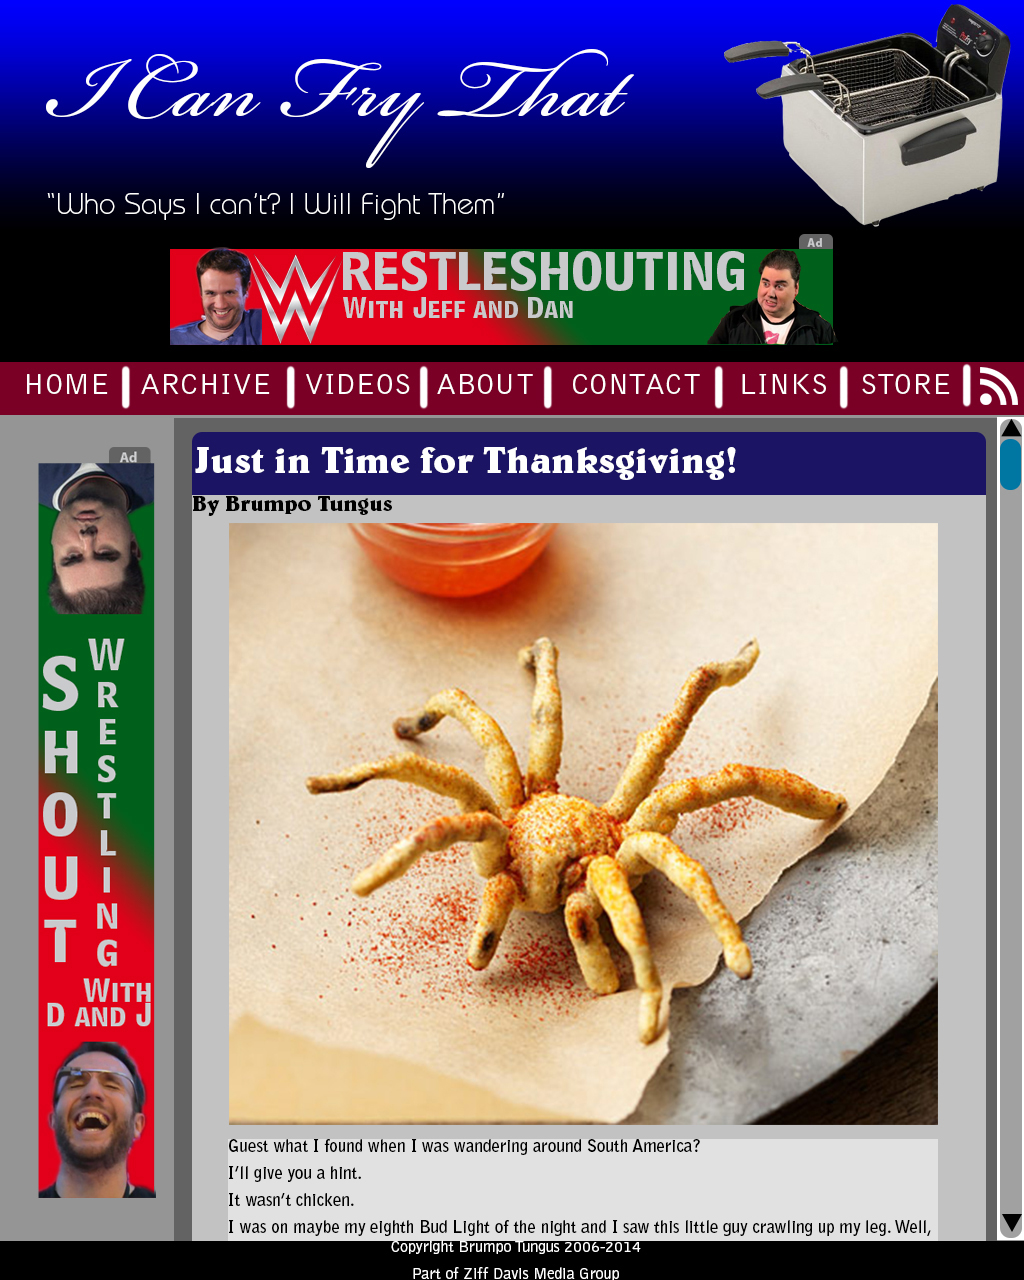 I Can Fry That
"Who Says I can't? I Will Fight Them"
Ad
WRESTLESHOUTING
With Jeff and Dan
HOME ARCHIVE VIDEOS ABOUT CONTACT LINKS STORE
Ad
SHOUT
WRESTLING
With
D and J
Just in Time for Thanksgiving!
By Brumpo Tungus
Guest what I found when I was wandering around South America?
I'll give you a hint.
It wasn't chicken.
I was on maybe my eighth Bud Light of the night and I saw this little guy crawling up my leg. Well,
Copyright Brumpo Tungus 2006-2014
Part of Ziff Davis Media Group